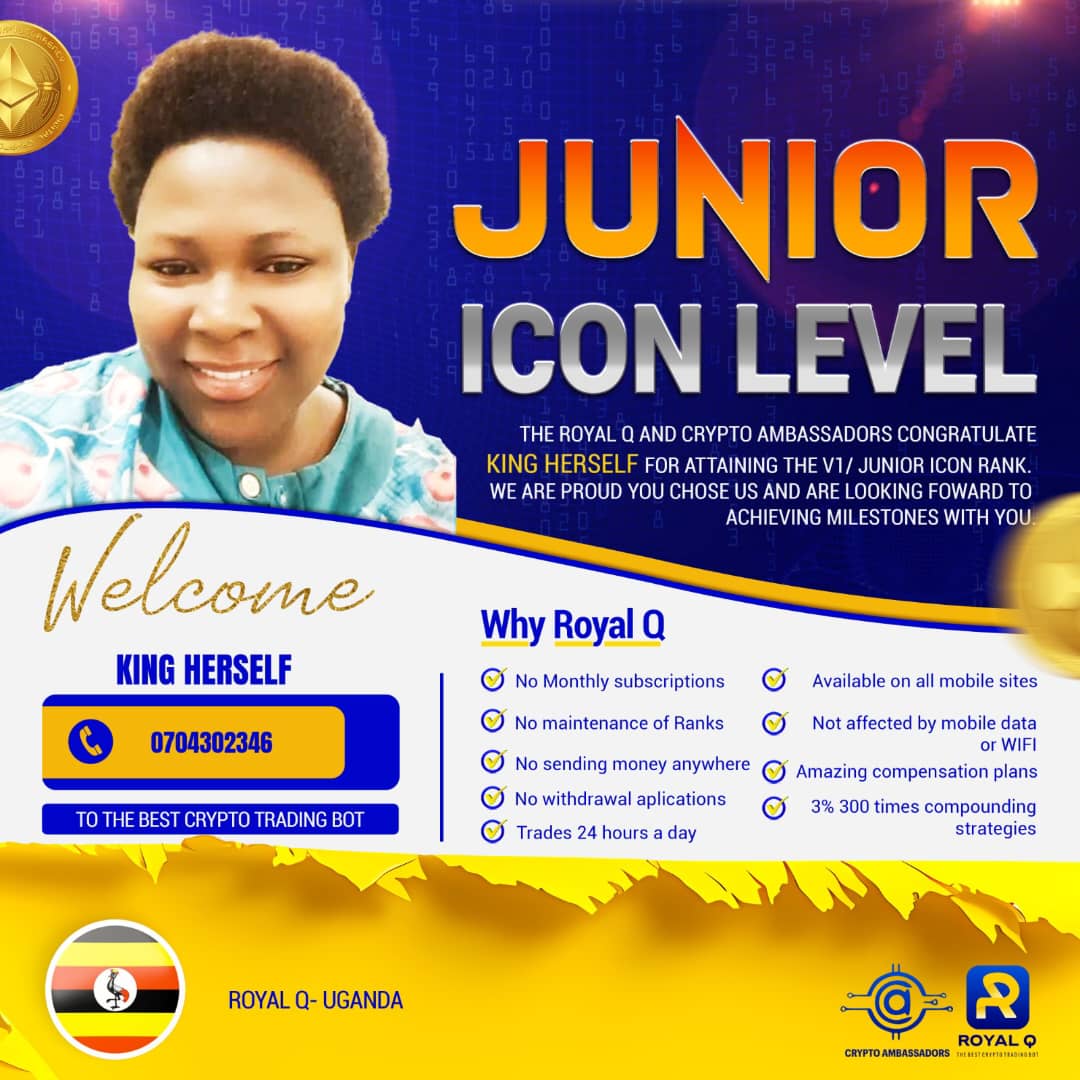 JUNIOR
ICON LEVEL
THE ROYAL Q AND CRYPTO AMBASSADORS CONGRATULATE
KING HERSELF FOR ATTAINING THE V1/ JUNIOR ICON RANK.
WE ARE PROUD YOU CHOSE US AND ARE LOOKING FOWARD TO
ACHIEVING MILESTONES WITH YOU.
Welcome
KING HERSELF
0704302346
TO THE BEST CRYPTO TRADING BOT
Why Royal Q
No Monthly subscriptions
No maintenance of Ranks
No sending money anywhere
No withdrawal aplications
Trades 24 hours a day
Available on all mobile sites
Not affected by mobile data
or WIFI
Amazing compensation plans
3% 300 times compounding
strategies
ROYAL Q- UGANDA
CRYPTO AMBASSADORS
ROYAL Q
THE BEST CRYPTO TRADING BOT